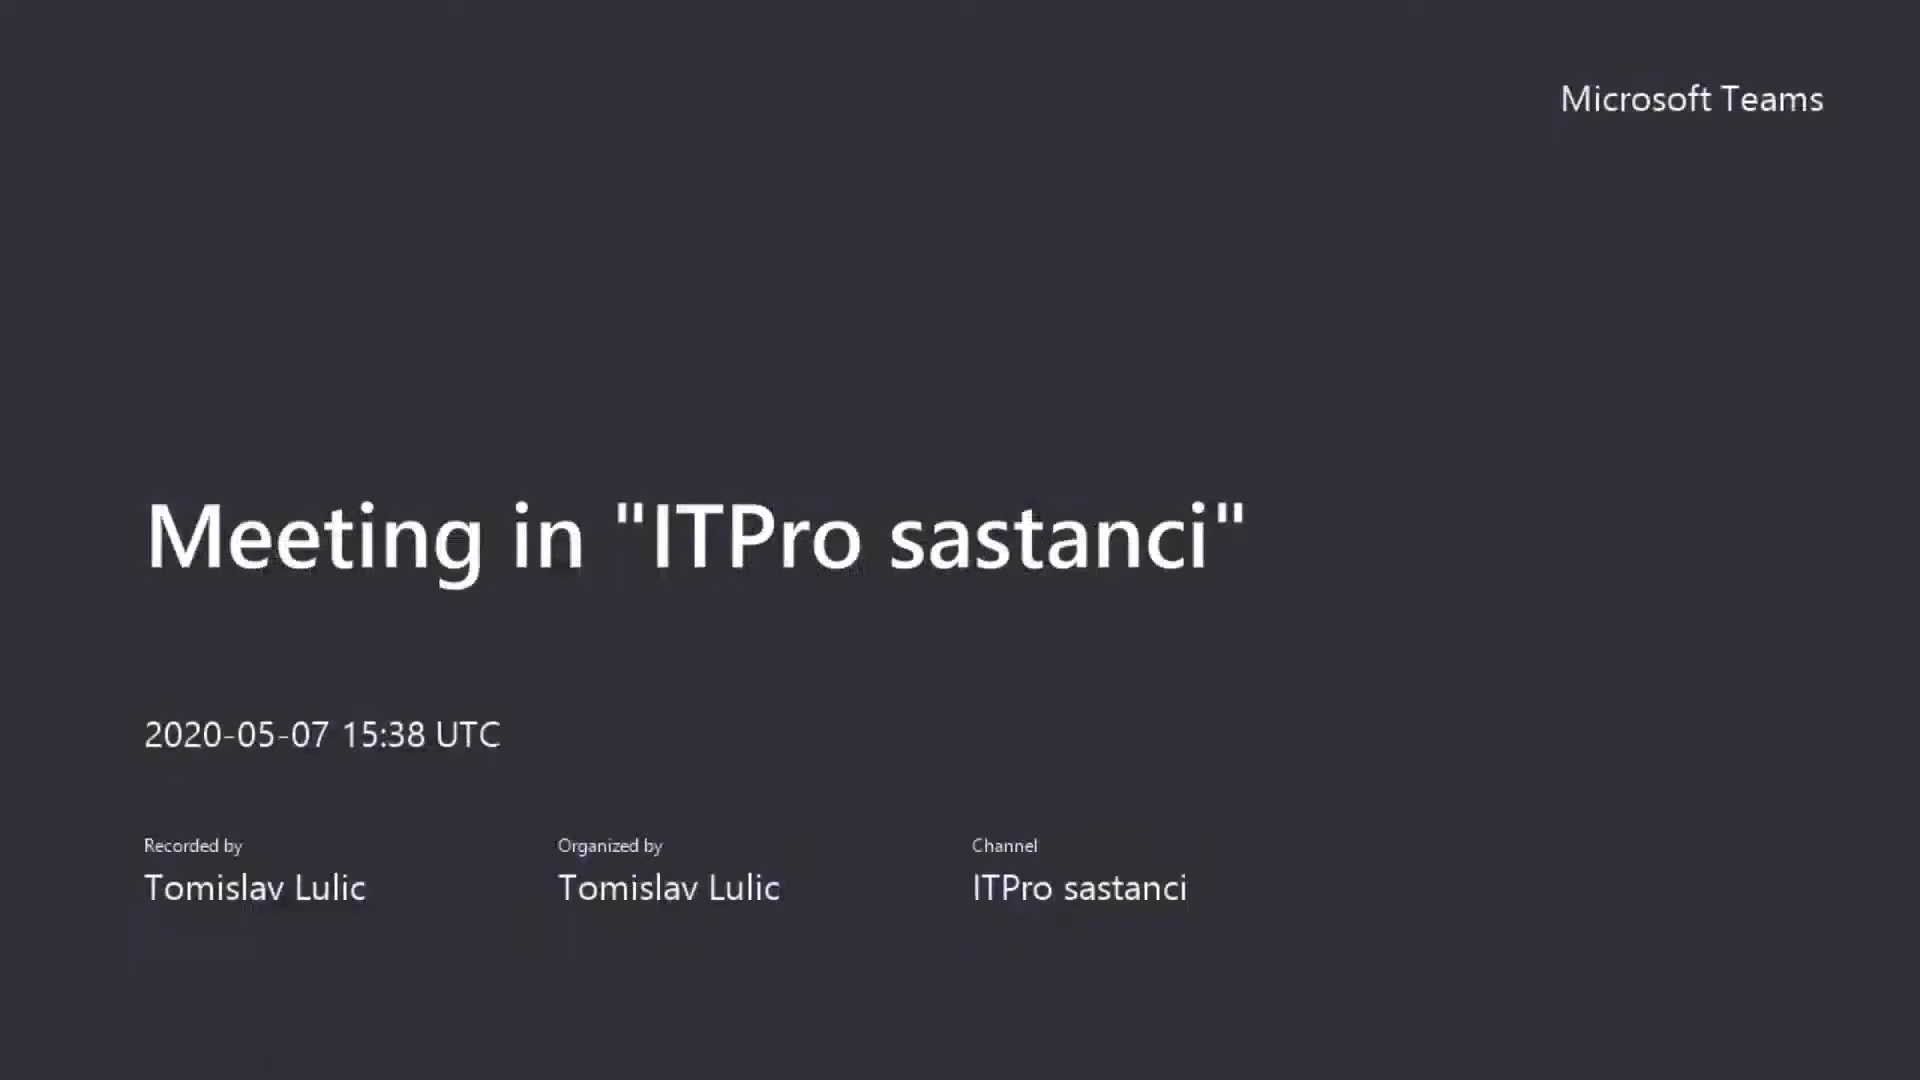 Microsoft Teams
Meeting in "ITPro sastanci"
2020-05-07 15:38 UTC
Recorded by
Tomislav Lulic
Organized by
Tomislav Lulic
Channel
ITPro sastanci